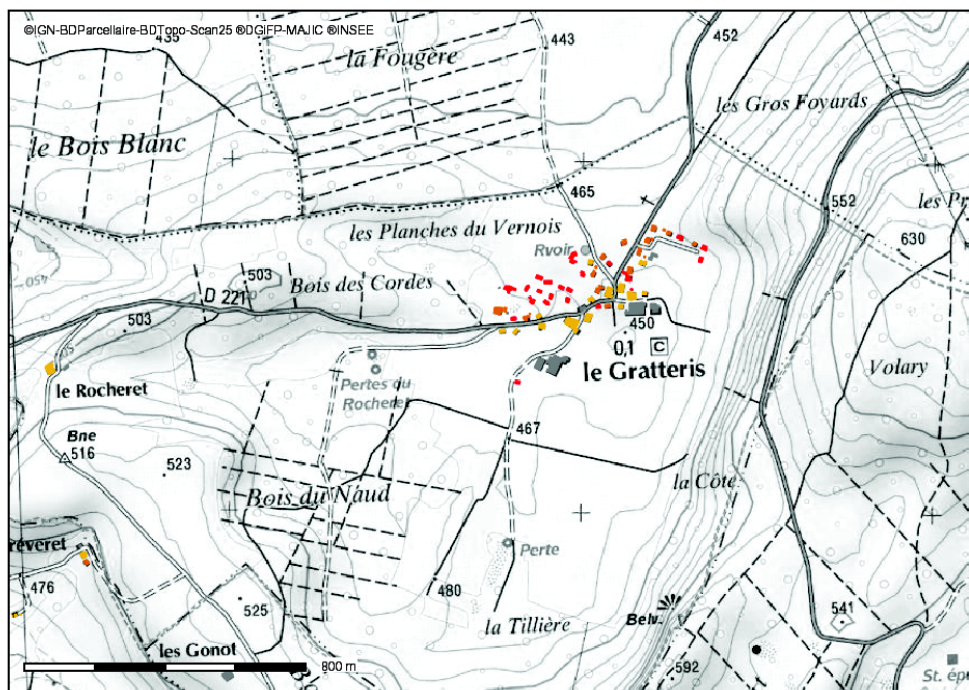 ©IGN-BDParcellaire-BDTopo-Scan25 ®DGiFP-MAJIC ®INSEE
435
443
452
la Fougère
les Gros Foyards
le Bois Blanc
465
552
les Planches du Vernois
les Pr
Rvoir
630
503
Bois des Cordes
D 221
503
450
0,1 C
le Gratteris
Volary
le Rocheret
Pertes du
Rocheret
Bne
516
467
523
la Côte
Bois du Naud
Perte
réveret
476
480
525
541
la Tillière
Belv.
les Gonot
592
800 m
St. ép